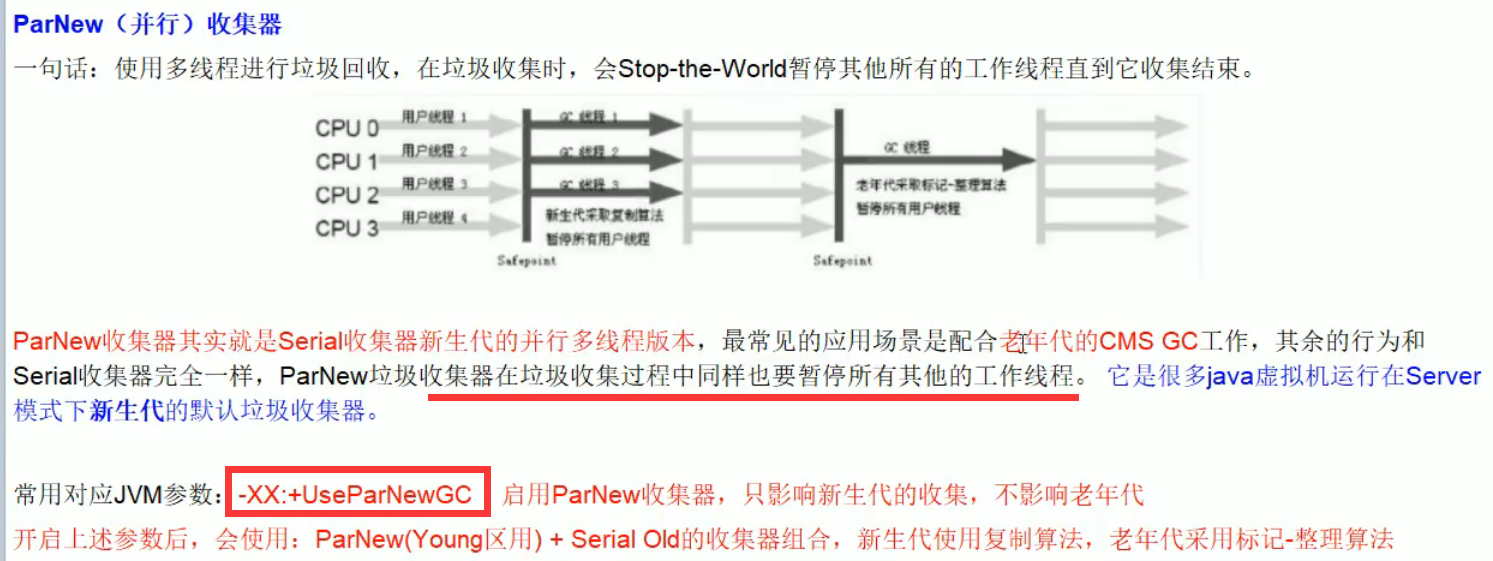 ParNew（并行）收集器
一句话：使用多线程进行垃圾回收，在垃圾收集时，会Stop-the-World暂停其他所有的工作线程直到它收集结束。
CPU 0 用户线程 1 GC 线程 1
CPU 1 用户线程 2 GC 线程 2 GC 线程
CPU 2 用户线程 3 GC 线程 3 老年代采取标记-整理算法
CPU 3 用户线程 4 新生代采取复制算法 暂停所有用户线程
暂停所有用户线程
Safepoint Safepoint
ParNew收集器其实就是Serial收集器新生代的并行多线程版本，最常见的应用场景是配合老年代的CMS GC工作，其余的行为和
Serial收集器完全一样，ParNew垃圾收集器在垃圾收集过程中同样也要暂停所有其他的工作线程。 它是很多java虚拟机运行在Server
模式下新生代的默认垃圾收集器。
常用对应JVM参数：-XX:+UseParNewGC 启用ParNew收集器，只影响新生代的收集，不影响老年代
开启上述参数后，会使用：ParNew(Young区用) + Serial Old的收集器组合，新生代使用复制算法，老年代采用标记-整理算法